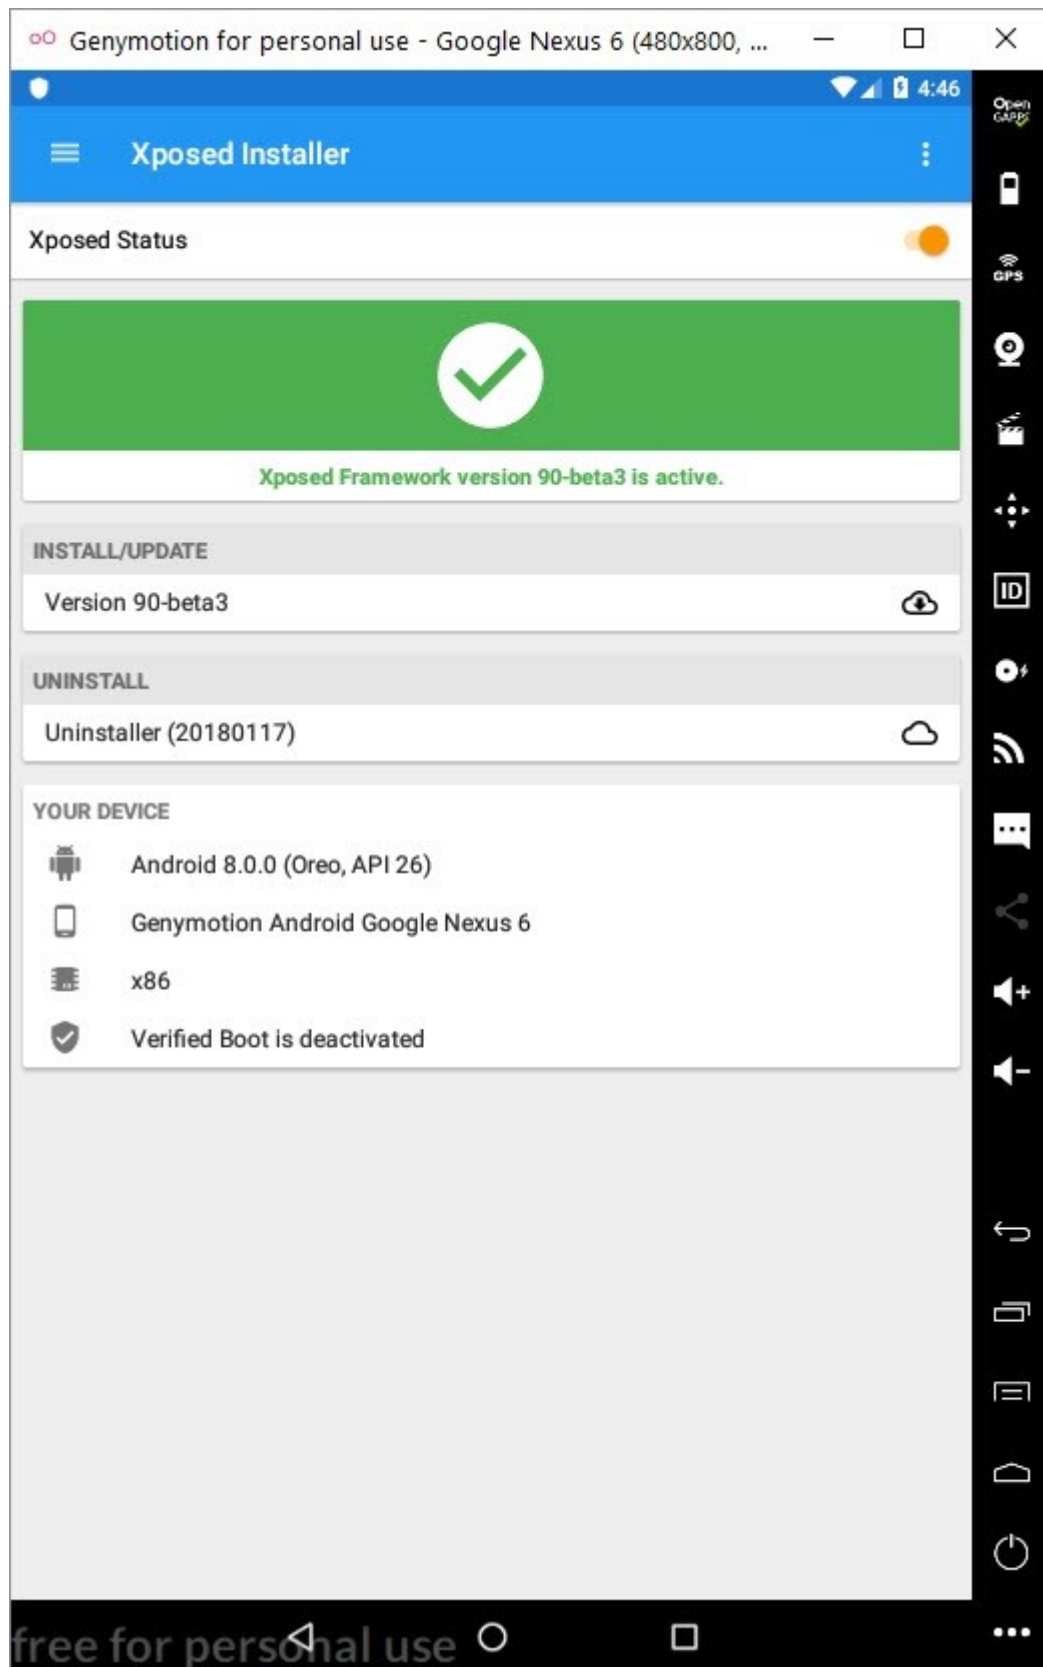 Genymotion for personal use - Google Nexus 6 (480x800, ...
4:46
Open
GAPPS
Xposed Installer
Xposed Status
GPS
Xposed Framework version 90-beta3 is active.
INSTALL/UPDATE
Version 90-beta3
ID
UNINSTALL
Uninstaller (20180117)
YOUR DEVICE
Android 8.0.0 (Oreo, API 26)
Genymotion Android Google Nexus 6
x86
Verified Boot is deactivated
free for personal use